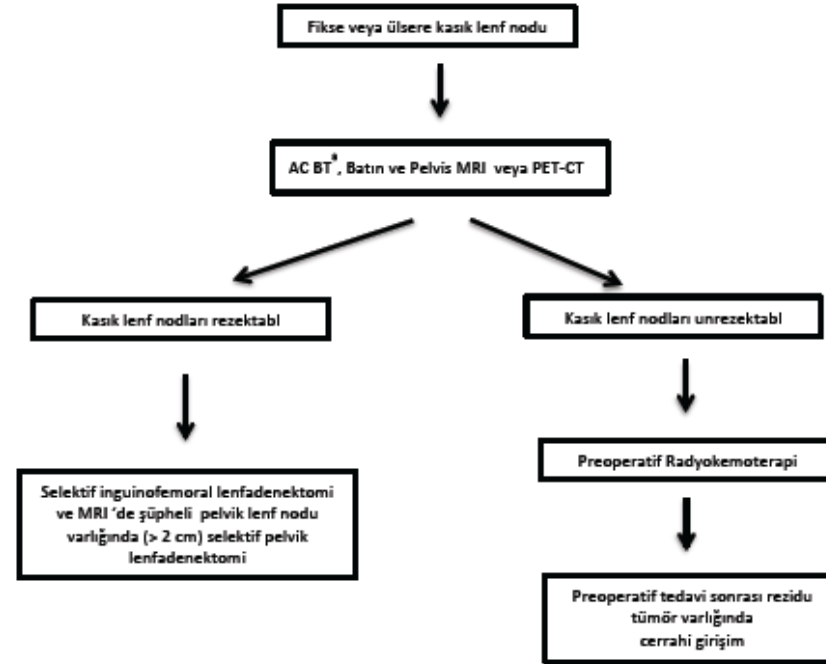 Fikse veya ülsere kasık lenf nodu
AC BT*, Batın ve Pelvis MRI veya PET-CT
Kasık lenf nodları rezektabl
Kasık lenf nodları unrezektabl
Selektif inguinofemoral lenfadenektomi
ve MRI 'de şüpheli pelvik lenf nodu
varlığında (> 2 cm) selektif pelvik
lenfadenektomi
Preoperatif Radyokemoterapi
Preoperatif tedavi sonrası rezidu
tümör varlığında
cerrahi girişim